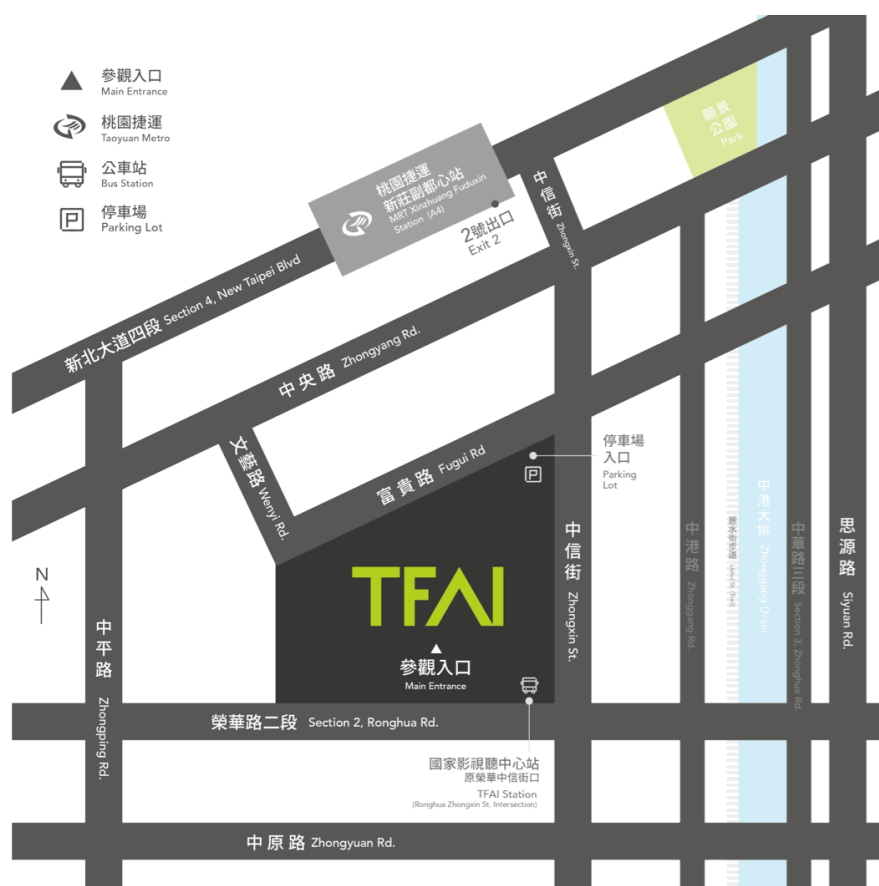 參觀入口
Main Entrance
桃園捷運
Taoyuan Metro
公車站
Bus Station
P
停車場
Parking Lot
願景
公園
Park
桃園捷運
新莊副都心站
MRT Xinzhuang Fuduxin
Station (A4)
2號出口
Exit 2
中信街 Zhongxin St.
新北大道四段 Section 4, New Taipei Blvd
中央路 Zhongyang Rd.
文藝路 Wenyi Rd.
富貴路 Fugui Rd
停車場
入口
Parking
Lot
P
N
TFAI
參觀入口
Main Entrance
中平路 Zhongping Rd.
中信街 Zhongxin St.
中港路 Zhonggang Rd.
中港大排 Zhonggang Drain
中華路三段 Section 3, Zhonghua Rd.
思源路 Siyuan Rd.
榮華路二段 Section 2, Ronghua Rd.
國家影視聽中心站
原榮華中信街口
TFAI Station
(Ronghua Zhongxin St. Intersection)
中原路 Zhongyuan Rd.